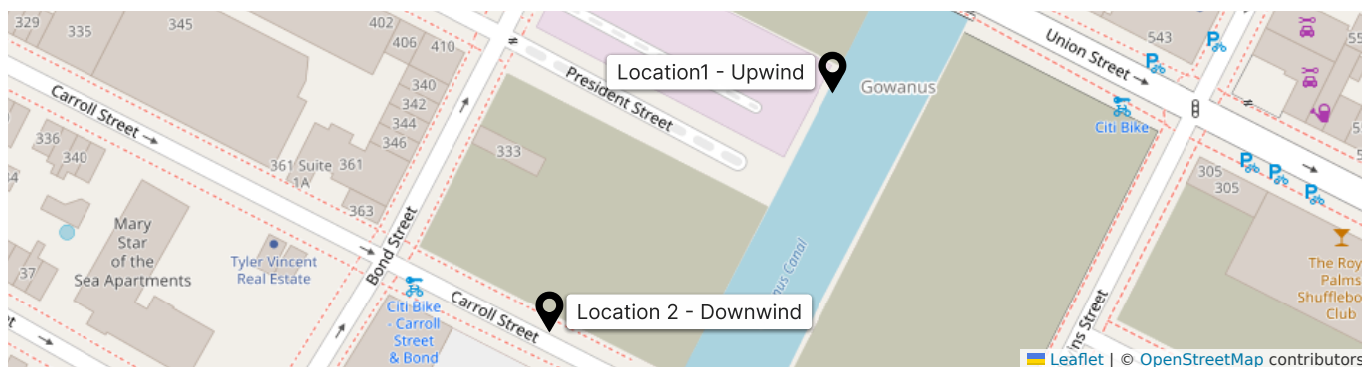 329
335
345
402
406
410
340
342
344
346
Carroll Street
336
340
361 Suite
1A
361
363
Mary
Star
of the
Sea Apartments
37
Tyler Vincent
Real Estate
Bond Street
Citi Bike
- Carroll
Street
& Bond
Carroll Street
333
President Street
Location1 - Upwind
Gowanus
Location 2 - Downwind
Union Street
543
Citi Bike
305
305
The Roy
Palms
Shufflebo
Club
Leaflet | © OpenStreetMap contributors